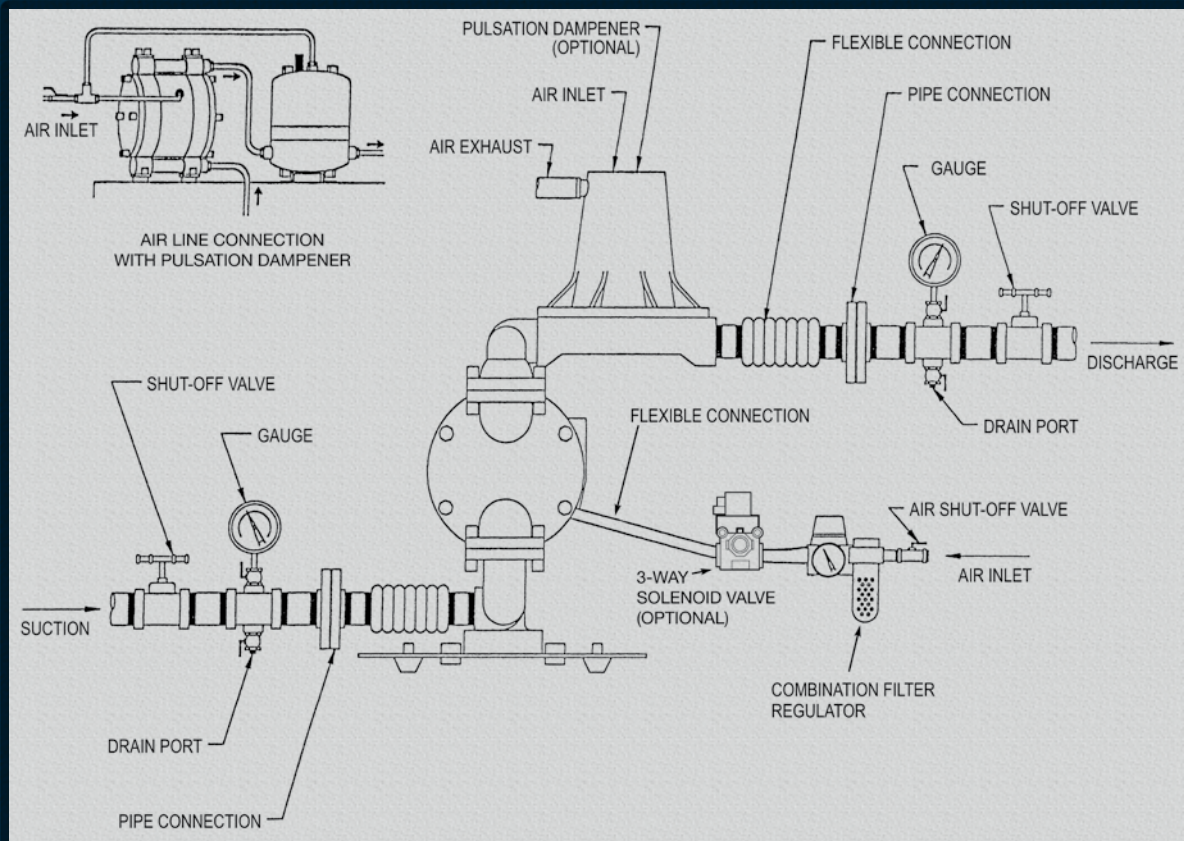 PULSATION DAMPENER
(OPTIONAL)
FLEXIBLE CONNECTION
AIR INLET
PIPE CONNECTION
AIR INLET
AIR EXHAUST
GAUGE
SHUT-OFF VALVE
AIR LINE CONNECTION
WITH PULSATION DAMPENER
DISCHARGE
SHUT-OFF VALVE
FLEXIBLE CONNECTION
DRAIN PORT
GAUGE
AIR SHUT-OFF VALVE
3-WAY
SOLENOID VALVE
(OPTIONAL)
AIR INLET
SUCTION
COMBINATION FILTER
REGULATOR
DRAIN PORT
PIPE CONNECTION